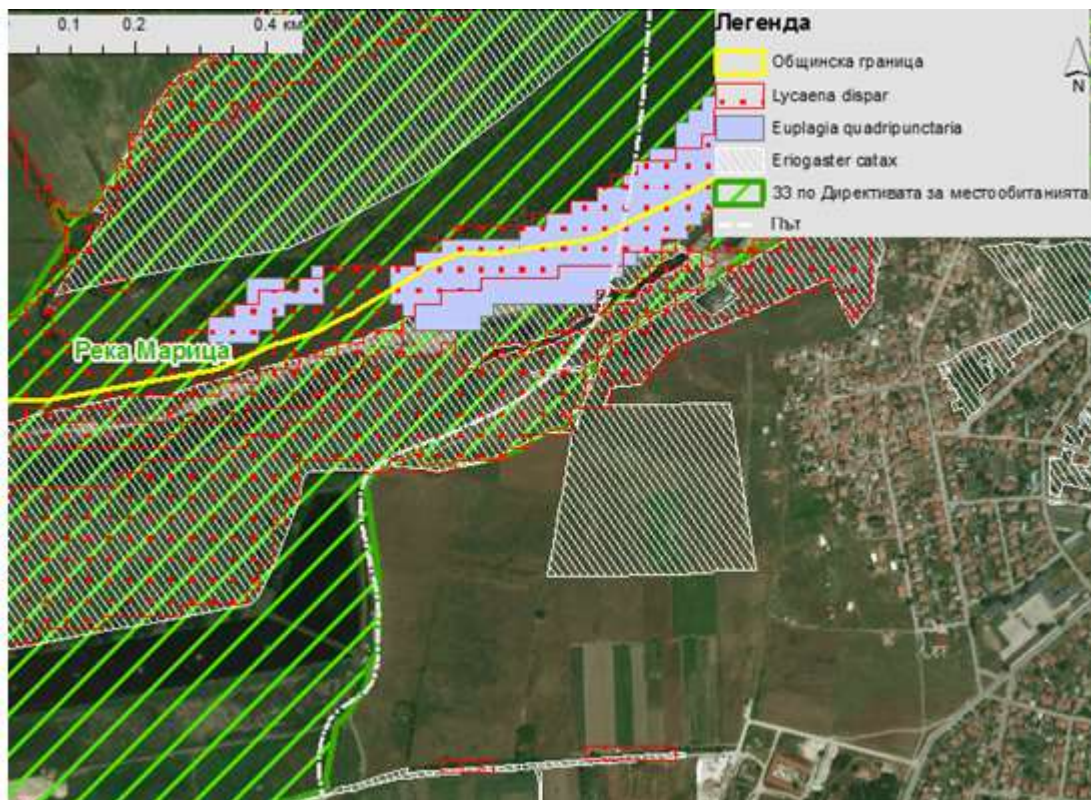 0.1 0.2 0.4 км
Легенда
Общинска граница
Lycaena dispar
Euplagia quadripunctaria
Eriogaster catax
ЗЗ по Директивата за местообитанията
Път
N
Река Марица